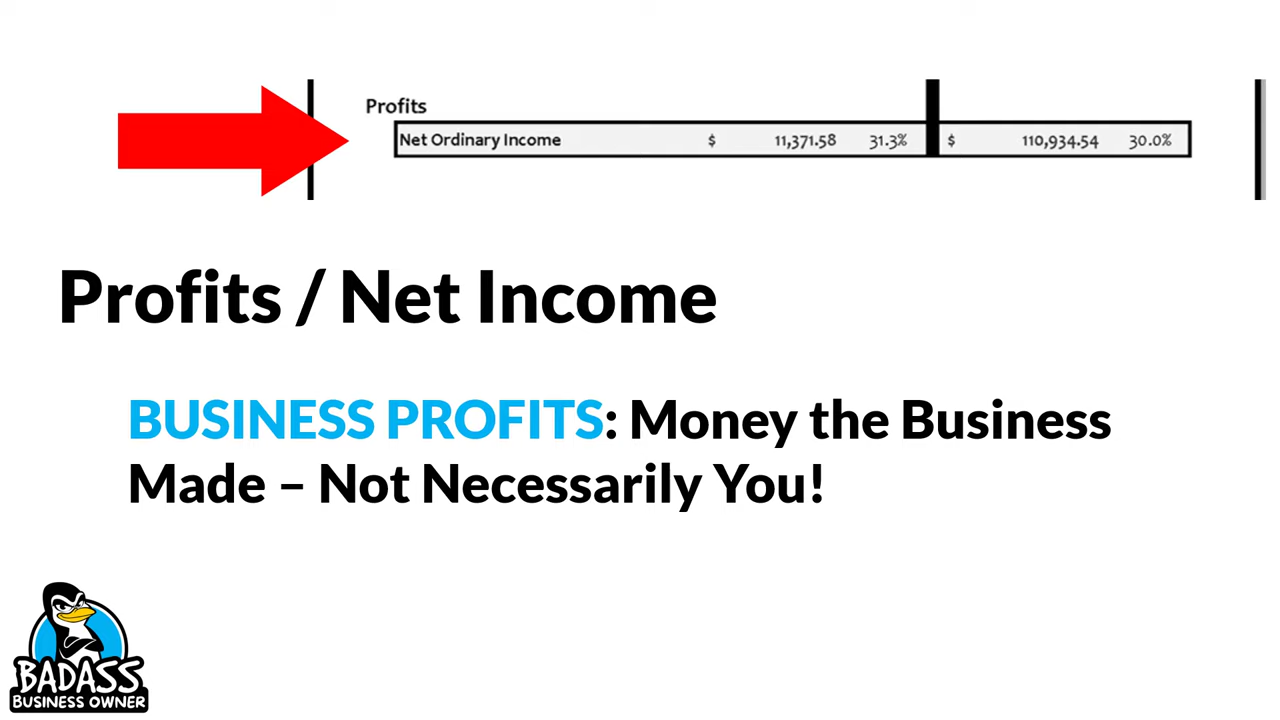 Profits
Net Ordinary Income $ 11,371.58 31.3% $ 110,934.54 30.0%
Profits / Net Income
BUSINESS PROFITS: Money the Business
Made – Not Necessarily You!
BADASS
BUSINESS OWNER